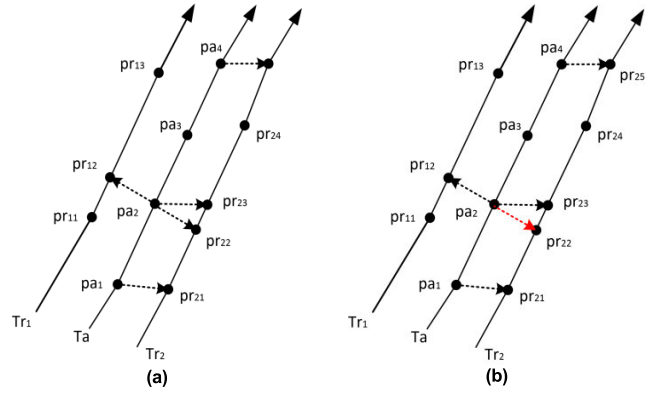 pa₄
pr₁₃
pa₃
pr₂₄
pr₁₂
pr₂₃
pa₂
pr₁₁
pr₂₂
pa₁
pr₂₁
Tr₁
Ta
Tr₂
(a)
pa₄
pr₁₃
pr₂₅
pa₃
pr₂₄
pr₁₂
pr₂₃
pa₂
pr₁₁
pr₂₂
pa₁
pr₂₁
Tr₁
Ta
Tr₂
(b)